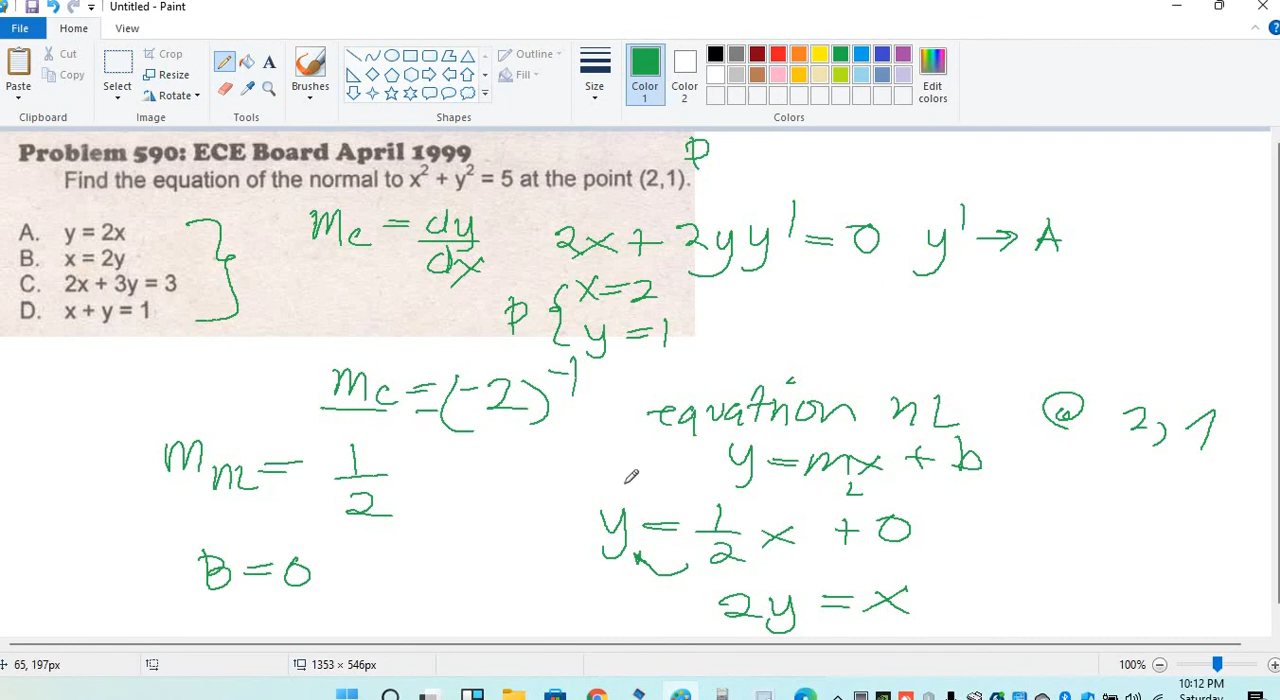 Untitled - Paint
File Home View
Paste
Cut
Copy
Clipboard
Select
Crop
Resize
Rotate
Image
Tools
Brushes
Shapes
Outline
Fill
Size
Color 1
Color 2
Edit colors
Colors
Problem 590: ECE Board April 1999
Find the equation of the normal to x² + y² = 5 at the point (2,1).
P
A. y = 2x
B. x = 2y
C. 2x + 3y = 3
D. x + y = 1
Mc = dy/dx
2x + 2yy' = 0 y' → A
P { x=2
y = 1
mc = (-2)⁻¹
equation nL @ 2, 1
mnL = 1/2
y = mx + b
2
y = 1/2 x + 0
B = 0
2y = x
65, 197px
1353 × 546px
100%
10:12 PM
Saturday